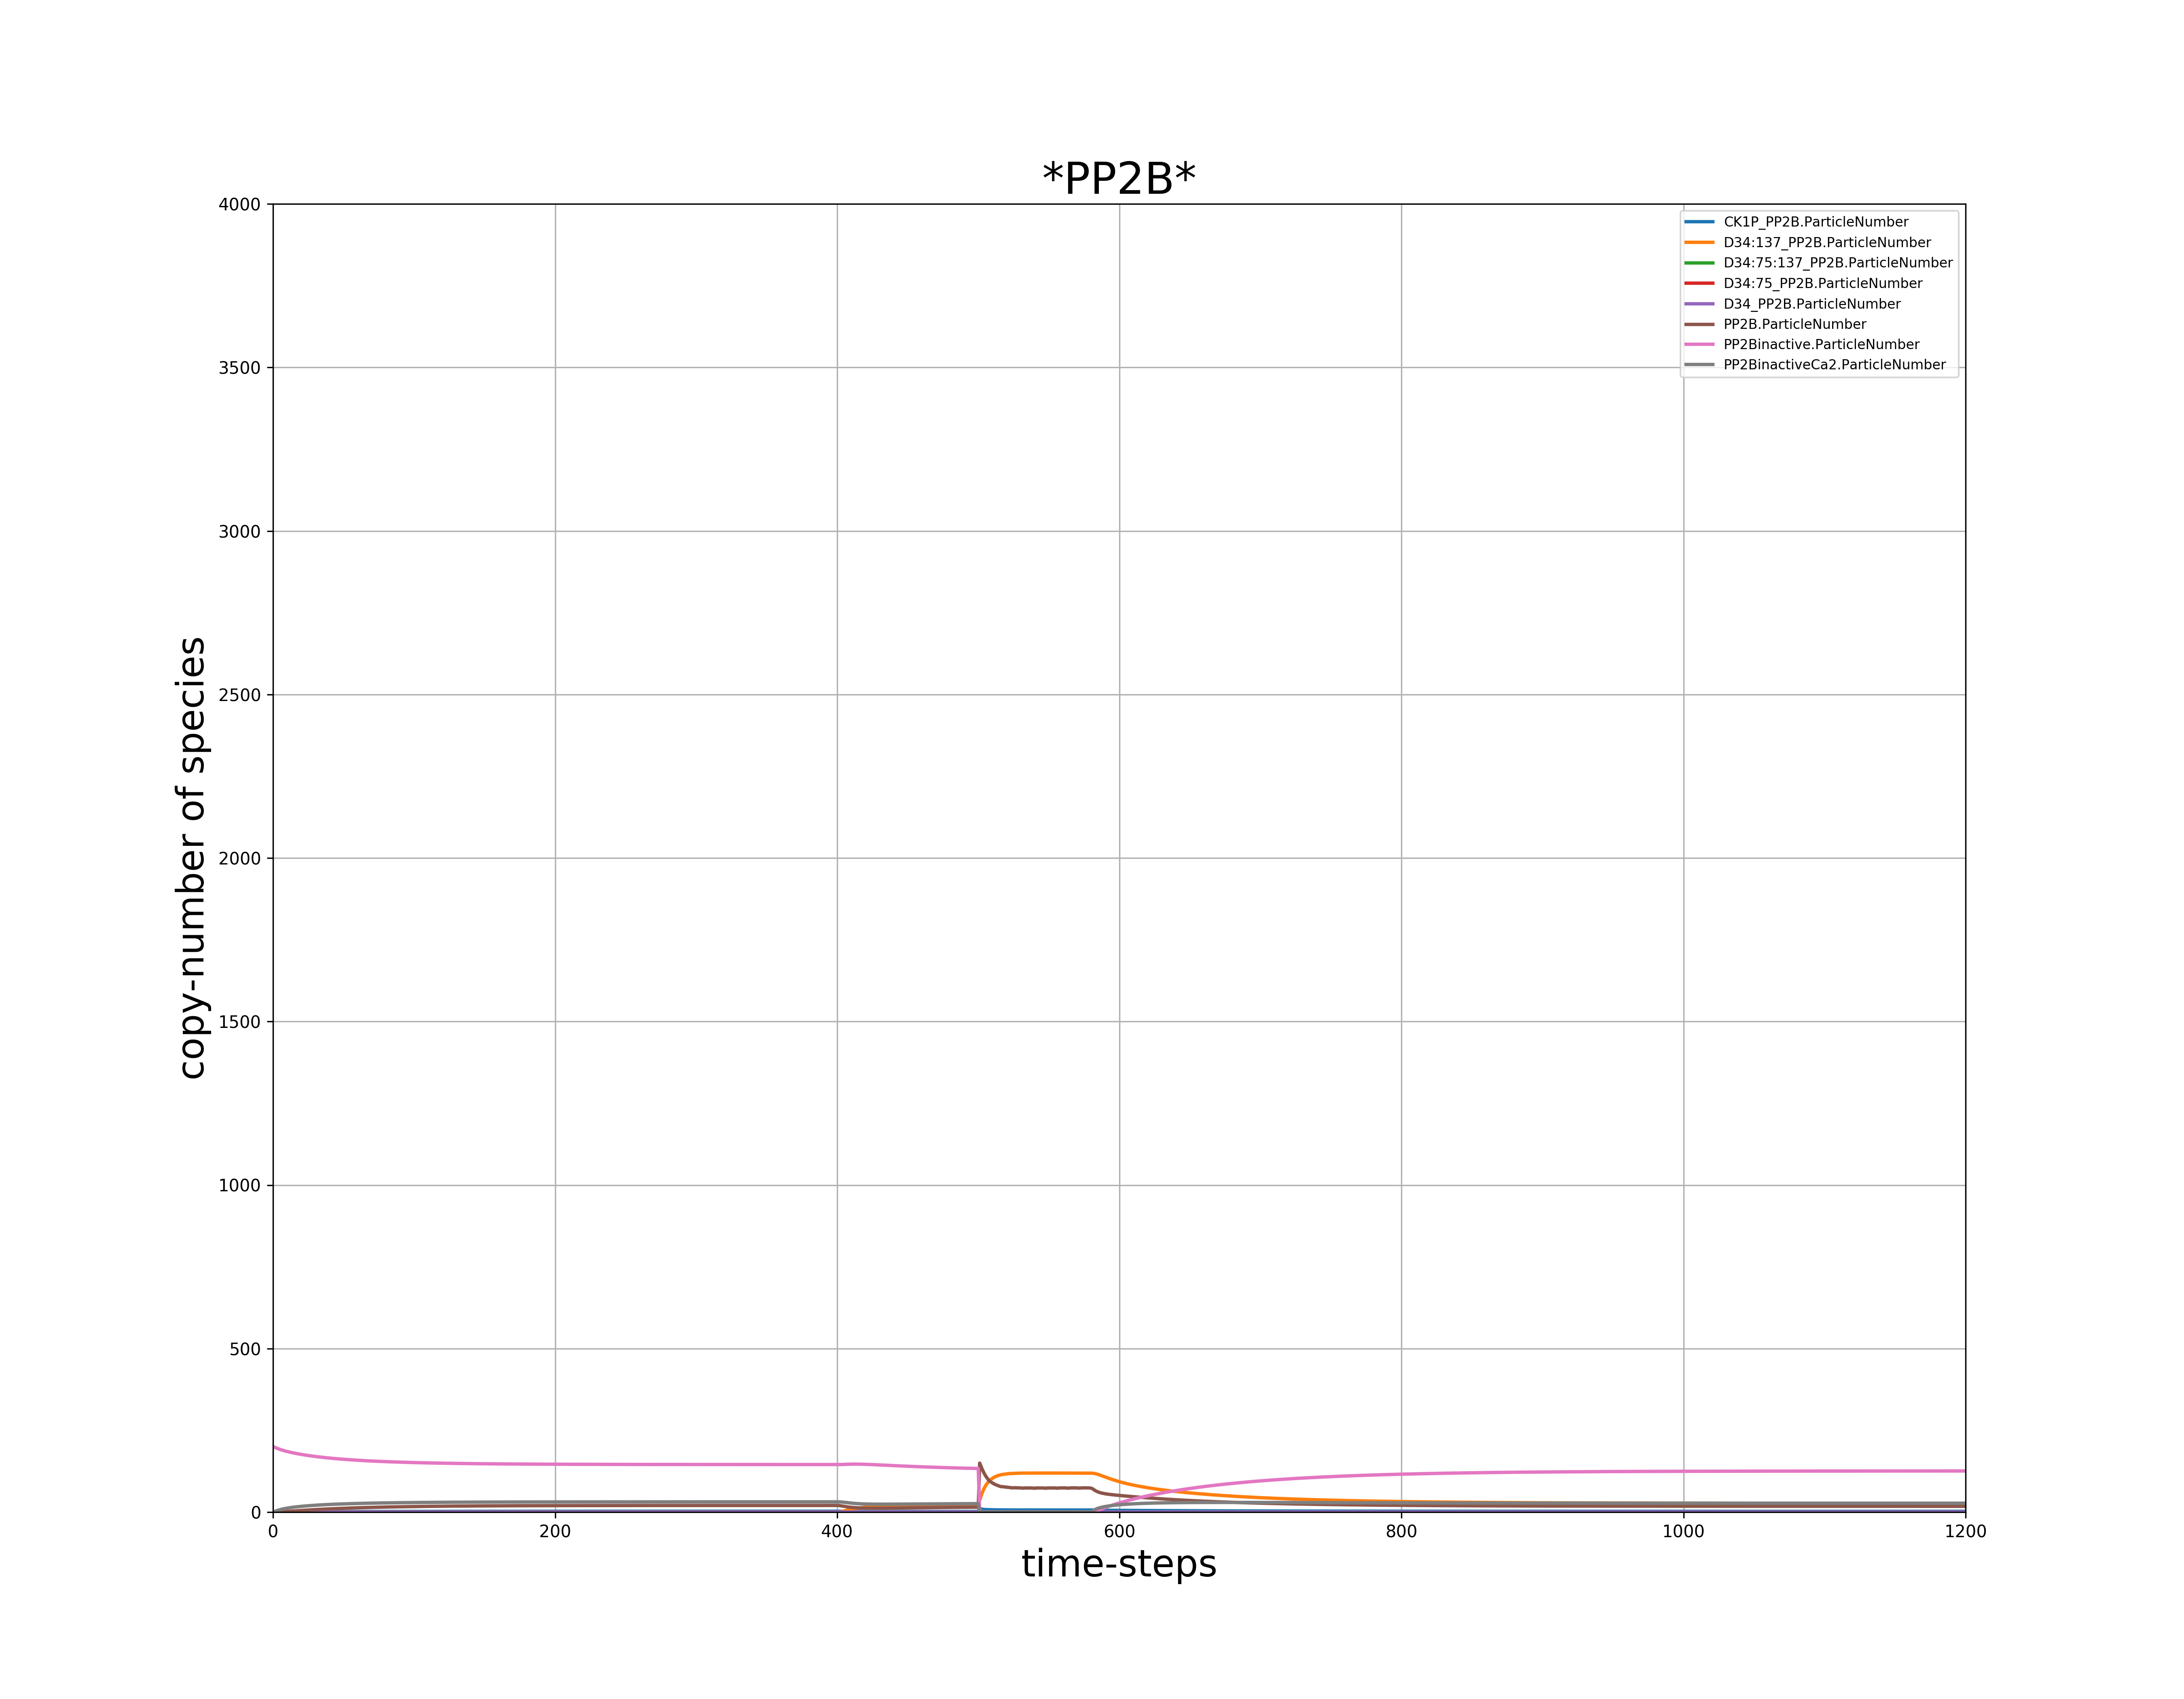 *PP2B*
4000
3500
3000
2500
2000
1500
1000
500
0
copy-number of species
CK1P_PP2B.ParticleNumber
D34:137_PP2B.ParticleNumber
D34:75:137_PP2B.ParticleNumber
D34:75_PP2B.ParticleNumber
D34_PP2B.ParticleNumber
PP2B.ParticleNumber
PP2Binactive.ParticleNumber
PP2BinactiveCa2.ParticleNumber
0 200 400 600 800 1000 1200
time-steps